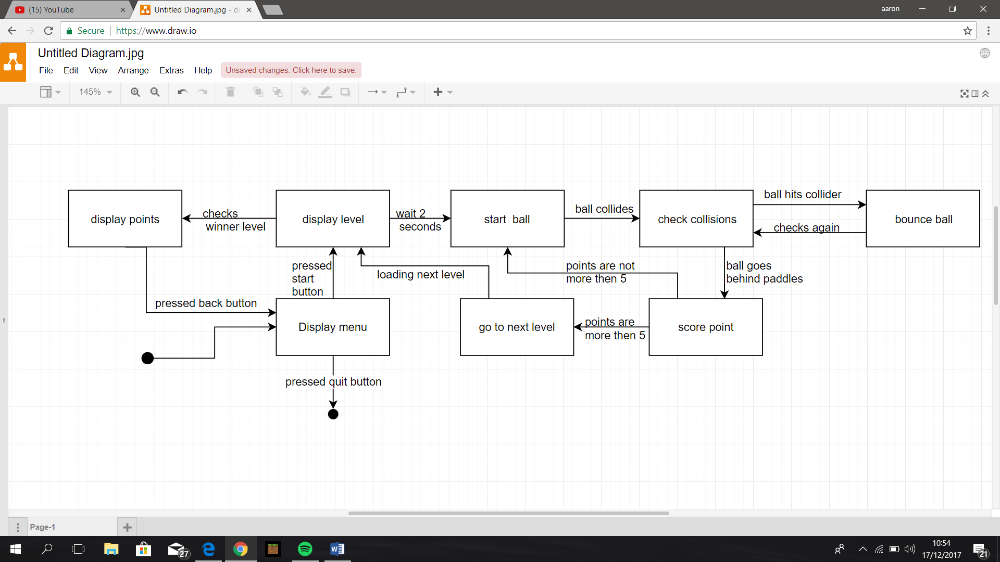 (15) YouTube
Untitled Diagram.jpg - d
aaron
Secure
https://www.draw.io
Untitled Diagram.jpg
File Edit View Arrange Extras Help
Unsaved changes. Click here to save.
145%
display points
checks
winner level
display level
wait 2
seconds
start  ball
ball collides
check collisions
ball hits collider
checks again
bounce ball
pressed
start
button
loading next level
points are not
more then 5
ball goes
behind paddles
pressed back button
Display menu
go to next level
points are
more then 5
score point
pressed quit button
Page-1
27
W
10:54
17/12/2017
21